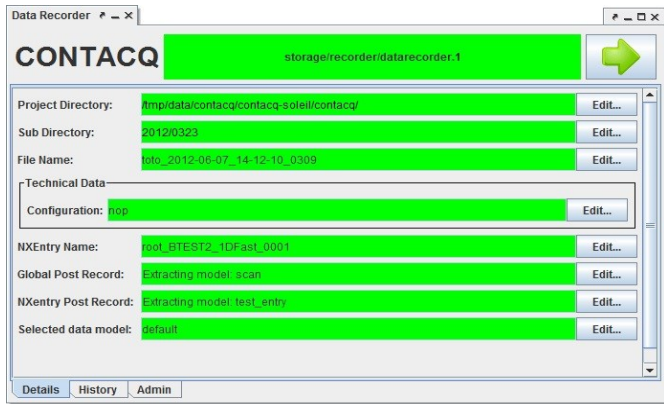 Data Recorder
CONTACQ
storage/recorder/datarecorder.1
Project Directory: /tmp/data/contacq/contacq-soleil/contacq/ Edit...
Sub Directory: 2012/0323 Edit...
File Name: toto_2012-06-07_14-12-10_0309 Edit...
Technical Data
Configuration: nop Edit...
NXEntry Name: root_BTEST2_1DFast_0001 Edit...
Global Post Record: Extracting model: scan Edit...
NXentry Post Record: Extracting model: test_entry Edit...
Selected data model: default Edit...
Details History Admin